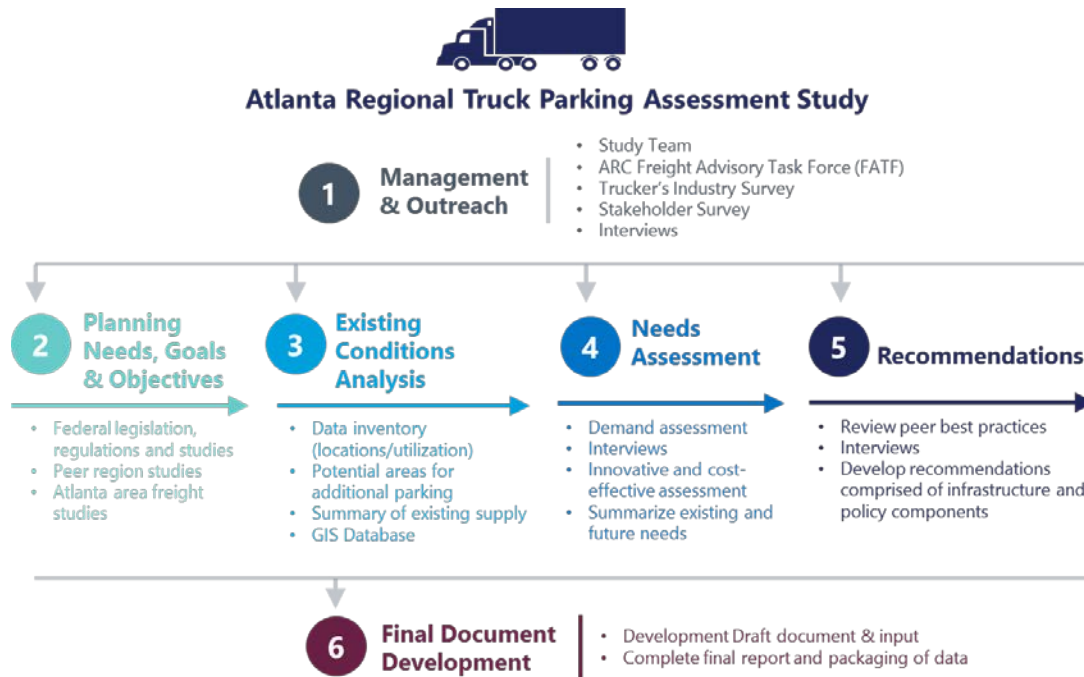 Atlanta Regional Truck Parking Assessment Study
1
Management
& Outreach
• Study Team
• ARC Freight Advisory Task Force (FATF)
• Trucker's Industry Survey
• Stakeholder Survey
• Interviews
2
Planning
Needs, Goals
& Objectives
• Federal legislation,
regulations and studies
• Peer region studies
• Atlanta area freight
studies
3
Existing
Conditions
Analysis
• Data inventory
(locations/utilization)
• Potential areas for
additional parking
• Summary of existing supply
• GIS Database
4
Needs
Assessment
• Demand assessment
• Interviews
• Innovative and cost-
effective assessment
• Summarize existing and
future needs
5
Recommendations
• Review peer best practices
• Interviews
• Develop recommendations
comprised of infrastructure and
policy components
6
Final Document
Development
• Development Draft document & input
• Complete final report and packaging of data